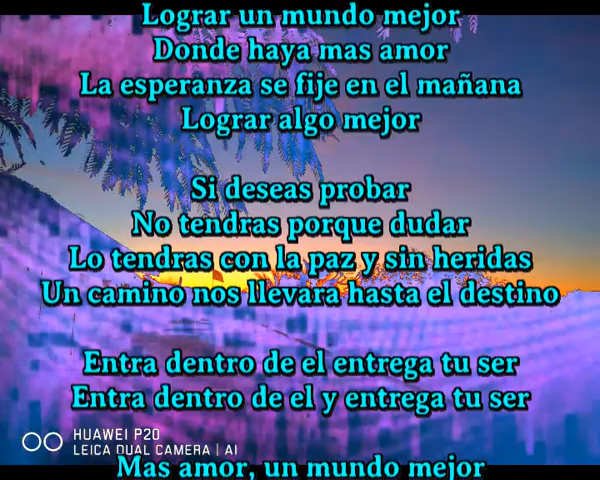 Lograr un mundo mejor
Donde haya mas amor
La esperanza se fije en el mañana
Lograr algo mejor
Si deseas probar
No tendras porque dudar
Lo tendras con la paz y sin heridas
Un camino nos llevara hasta el destino
Entra dentro de el entrega tu ser
Entra dentro de el y entrega tu ser
HUAWEI P20
LEICA DUAL CAMERA | AI
Mas amor, un mundo mejor